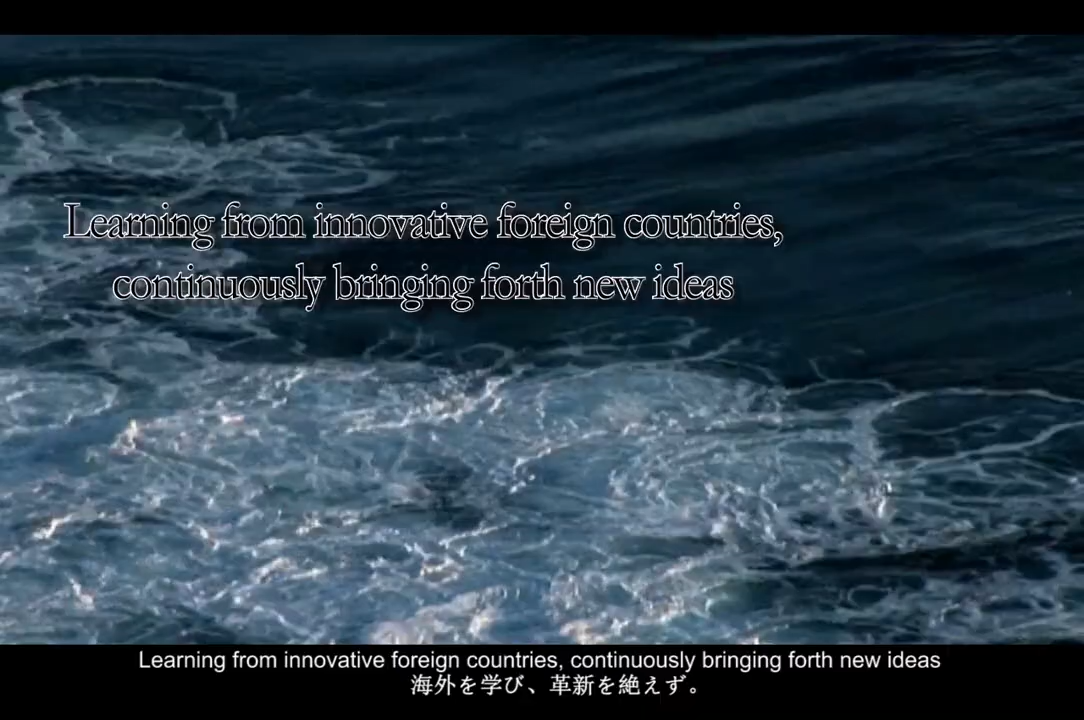 Learning from innovative foreign countries,
continuously bringing forth new ideas
Learning from innovative foreign countries, continuously bringing forth new ideas
海外を学び、革新を絶えず。